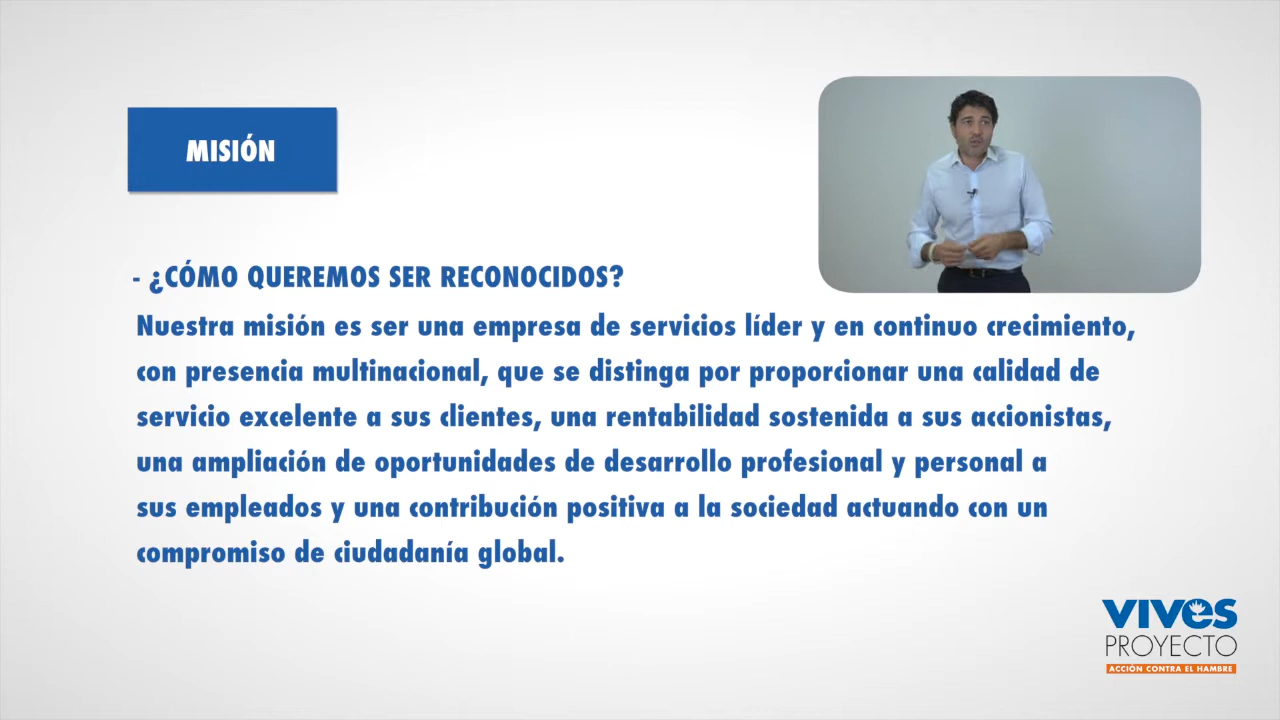 MISIÓN
- ¿CÓMO QUEREMOS SER RECONOCIDOS?
Nuestra misión es ser una empresa de servicios líder y en continuo crecimiento,
con presencia multinacional, que se distinga por proporcionar una calidad de
servicio excelente a sus clientes, una rentabilidad sostenida a sus accionistas,
una ampliación de oportunidades de desarrollo profesional y personal a
sus empleados y una contribución positiva a la sociedad actuando con un
compromiso de ciudadanía global.
VIVES
PROYECTO
ACCIÓN CONTRA EL HAMBRE